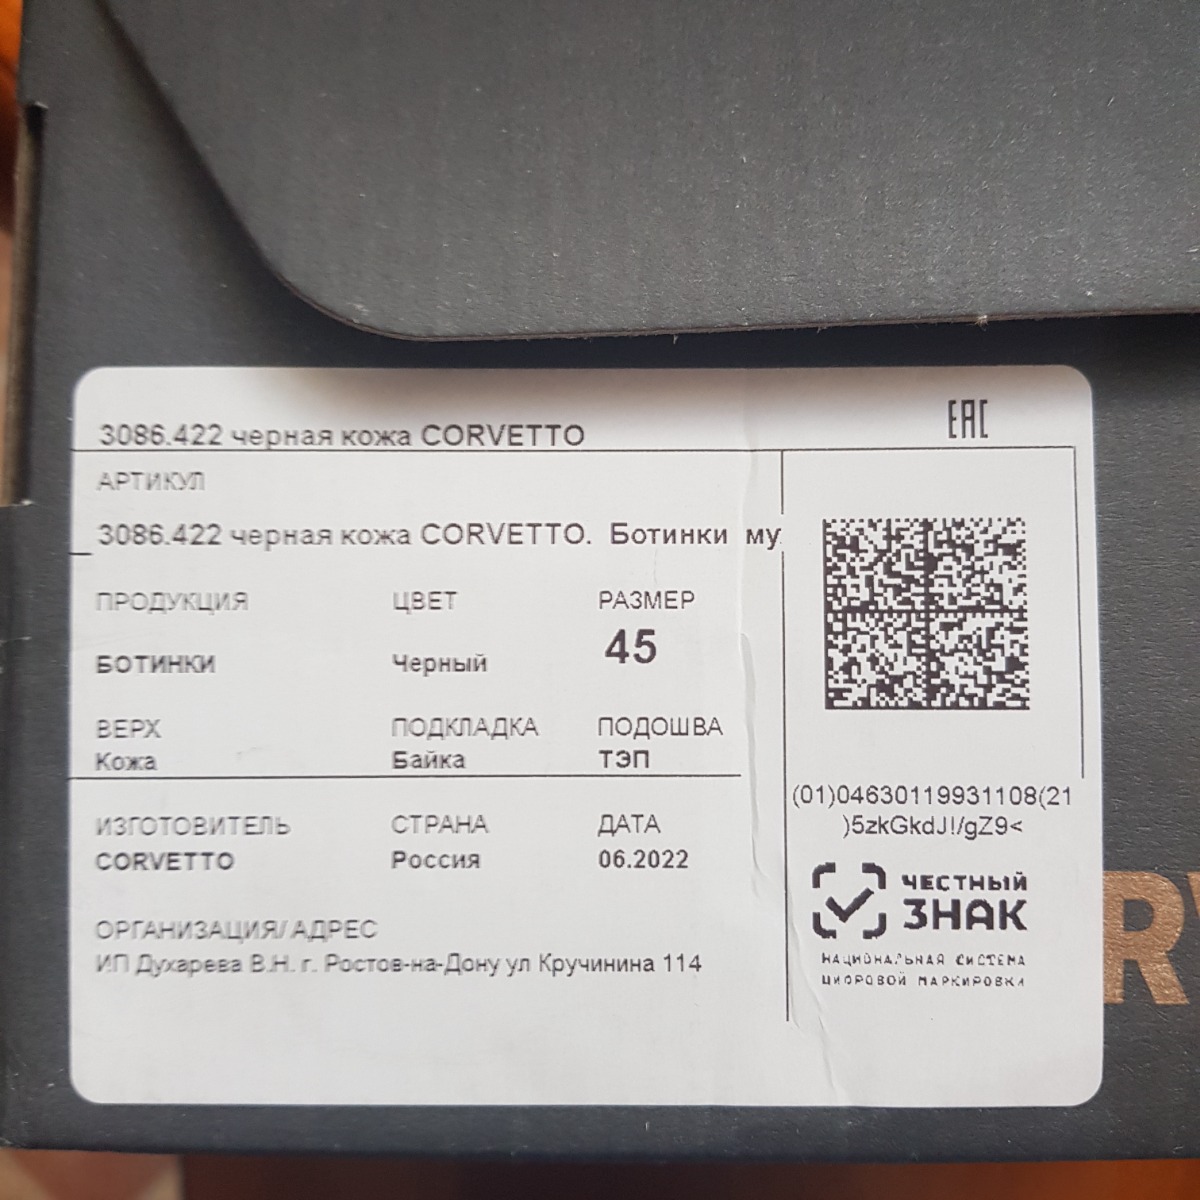 3086.422 черная кожа CORVETTO
EAC
АРТИКУЛ
3086.422 черная кожа CORVETTO. Ботинки му
ПРОДУКЦИЯ ЦВЕТ РАЗМЕР
БОТИНКИ Черный 45
ВЕРХ ПОДКЛАДКА ПОДОШВА
Кожа Байка ТЭП
ИЗГОТОВИТЕЛЬ СТРАНА ДАТА
CORVETTO Россия 06.2022
ОРГАНИЗАЦИЯ/АДРЕС
ИП Духарева В.Н. г. Ростов-на-Дону ул Кручинина 114
(01)04630119931108(21
)5zkGkdJ!/gZ9<
ЧЕСТНЫЙ
ЗНАК
НАЦИОНАЛЬНАЯ СИСТЕМА
ЦИФРОВОЙ МАРКИРОВКИ